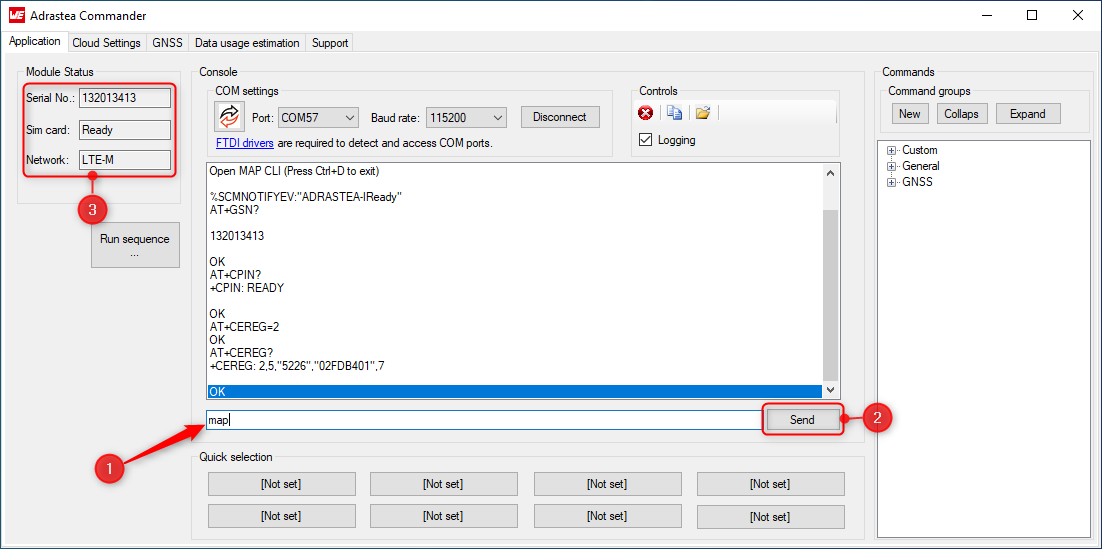 Adrastea Commander
Application Cloud Settings GNSS Data usage estimation Support
Module Status
Serial No.: 132013413
Sim card: Ready
Network: LTE-M
3
Run sequence
...
Console
COM settings
Port: COM57 Baud rate: 115200 Disconnect
FTDI drivers are required to detect and access COM ports.
Controls
Logging
Open MAP CLI (Press Ctrl+D to exit)
%SCMNOTIFYEV:"ADRASTEA-IReady"
AT+GSN?
132013413
OK
AT+CPIN?
+CPIN: READY
OK
AT+CEREG=2
OK
AT+CEREG?
+CEREG: 2,5,"5226","02FDB401",7
OK
map Send
2
1
Quick selection
[Not set] [Not set] [Not set] [Not set]
[Not set] [Not set] [Not set] [Not set]
Commands
Command groups
New Collaps Expand
Custom
General
GNSS